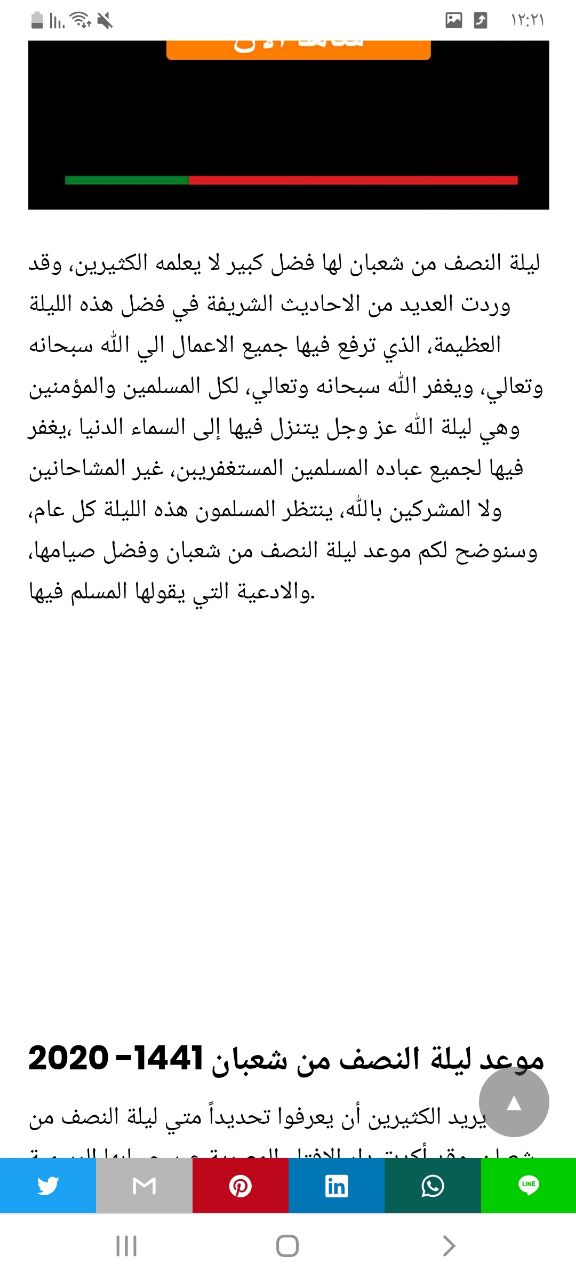 ١٢:٢١
ليلة النصف من شعبان لها فضل كبير لا يعلمه الكثيرين، وقد
وردت العديد من الاحاديث الشريفة في فضل هذه الليلة
العظيمة، الذي ترفع فيها جميع الاعمال الي الله سبحانه
وتعالي، ويغفر الله سبحانه وتعالي، لكل المسلمين والمؤمنين
وهي ليلة الله عز وجل يتنزل فيها إلى السماء الدنيا ،يغفر
فيها لجميع عباده المسلمين المستغفريبن، غير المشاحانين
ولا المشركين بالله، ينتظر المسلمون هذه الليلة كل عام،
وسنوضح لكم موعد ليلة النصف من شعبان وفضل صيامها،
والادعية التي يقولها المسلم فيها.
موعد ليلة النصف من شعبان 1441– 2020
يريد الكثيرين أن يعرفوا تحديداً متي ليلة النصف من
LINE